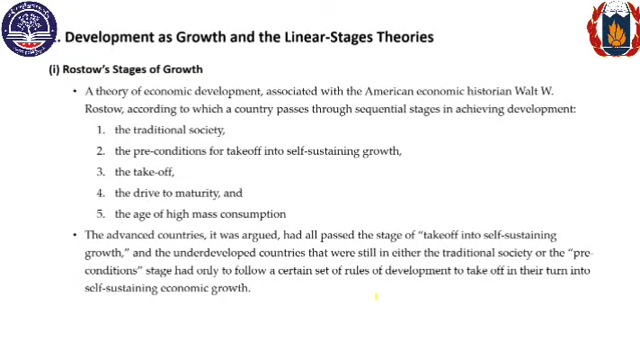 . Development as Growth and the Linear-Stages Theories
(i) Rostow's Stages of Growth
• A theory of economic development, associated with the American economic historian Walt W.
Rostow, according to which a country passes through sequential stages in achieving development:
1. the traditional society,
2. the pre-conditions for takeoff into self-sustaining growth,
3. the take-off,
4. the drive to maturity, and
5. the age of high mass consumption
• The advanced countries, it was argued, had all passed the stage of "takeoff into self-sustaining
growth," and the underdeveloped countries that were still in either the traditional society or the "pre-
conditions" stage had only to follow a certain set of rules of development to take off in their turn into
self-sustaining economic growth.